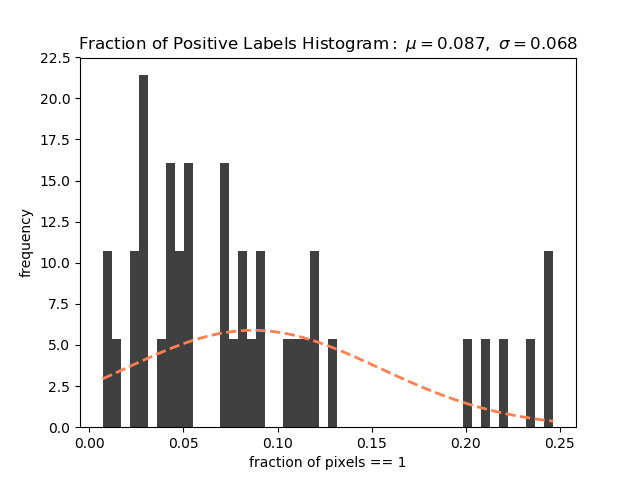 Fraction of Positive Labels Histogram: μ = 0.087, σ = 0.068
22.5
20.0
17.5
15.0
12.5
10.0
7.5
5.0
2.5
0.0
frequency
0.00 0.05 0.10 0.15 0.20 0.25
fraction of pixels == 1